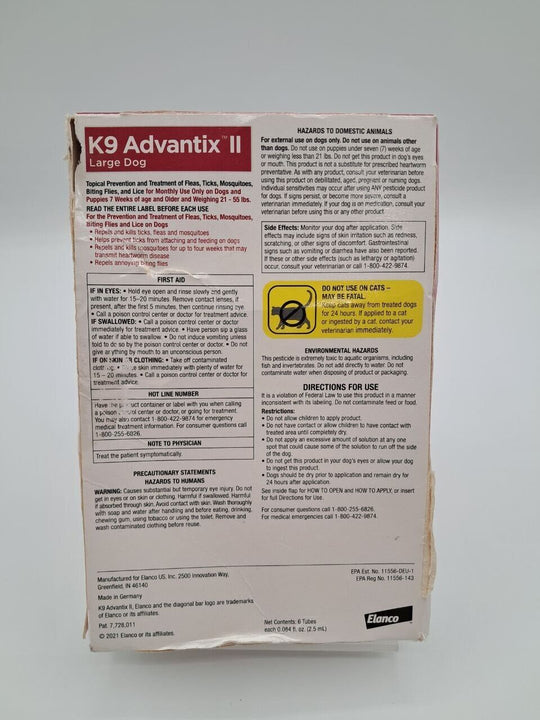 K9 Advantix™ II
Large Dog
Topical Prevention and Treatment of Fleas, Ticks, Mosquitoes,
Biting Flies, and Lice for Monthly Use Only on Dogs and
Puppies 7 Weeks of age and Older and Weighing 21 - 55 lbs.
READ THE ENTIRE LABEL BEFORE EACH USE
For the Prevention and Treatment of Fleas, Ticks, Mosquitoes,
Biting Flies and Lice on Dogs
• Repels and kills ticks, fleas and mosquitoes
• Helps prevent ticks from attaching and feeding on dogs
• Repels and kills mosquitoes for up to four weeks that may
transmit heartworm disease
• Repels annoying biting flies
FIRST AID
IF IN EYES: • Hold eye open and rinse slowly and gently
with water for 15–20 minutes. Remove contact lenses, if
present, after the first 5 minutes, then continue rinsing eye.
• Call a poison control center or doctor for treatment advice.
IF SWALLOWED: • Call a poison control center or doctor
immediately for treatment advice. • Have person sip a glass
of water if able to swallow. • Do not induce vomiting unless
told to do so by the poison control center or doctor. • Do not
give anything by mouth to an unconscious person.
IF ON SKIN OR CLOTHING: • Take off contaminated
skin immediately with plenty of water for
15 – 20 minutes. • Call a poison control center or doctor for
treatment advice.
HOT LINE NUMBER
Have the product container or label with you when calling
a poison control center or doctor, or going for treatment.
You may also contact 1-800-422-9874 for emergency
medical treatment information. For consumer questions call
1-800-255-6826.
NOTE TO PHYSICIAN
Treat the patient symptomatically.
PRECAUTIONARY STATEMENTS
HAZARDS TO HUMANS
WARNING: Causes substantial but temporary eye injury. Do not
get in eyes or on skin or clothing. Harmful if swallowed. Harmful
if absorbed through skin. Avoid contact with skin. Wash thoroughly
with soap and water after handling and before eating, drinking,
chewing gum, using tobacco or using the toilet. Remove and
wash contaminated clothing before reuse.
HAZARDS TO DOMESTIC ANIMALS
For external use on dogs only. Do not use on animals other
than dogs. Do not use on puppies under seven (7) weeks of age
or weighing less than 21 lbs. Do not get this product in dog's eyes
or mouth. This product is not a substitute for prescribed heartworm
preventative. As with any product, consult your veterinarian before
using this product on debilitated, aged, pregnant or nursing dogs.
Individual sensitivities may occur after using ANY pesticide product
for dogs. If signs persist, or become more severe, consult a
veterinarian immediately. If your dog is on medication, consult your
veterinarian before using this or any other product.
Side Effects: Monitor your dog after application. Side
effects may include signs of skin irritation such as redness,
scratching, or other signs of discomfort. Gastrointestinal
signs such as vomiting or diarrhea have also been reported.
If these or other side effects (such as lethargy or agitation)
occur, consult your veterinarian or call 1-800-422-9874.
DO NOT USE ON CATS –
MAY BE FATAL.
Keep cats away from treated dogs
for 24 hours. If applied to a cat
or ingested by a cat, contact your
veterinarian immediately.
ENVIRONMENTAL HAZARDS
This pesticide is extremely toxic to aquatic organisms, including
fish and invertebrates. Do not add directly to water. Do not
contaminate water when disposing of product or packaging.
DIRECTIONS FOR USE
It is a violation of Federal Law to use this product in a manner
inconsistent with its labeling. Do not contaminate feed or food.
Restrictions:
• Do not allow children to apply product.
• Do not have contact or allow children to have contact with
treated area until completely dry.
• Do not apply an excessive amount of solution at any one
spot that could cause some of the solution to run off the side
of the dog.
• Do not get this product in your dog's eyes or allow your dog
to ingest this product.
• Dogs should be dry prior to application and remain dry for
24 hours after application.
See inside flap for HOW TO OPEN and HOW TO APPLY, or insert
for full Directions for Use.
For consumer questions call 1-800-255-6826.
For medical emergencies call 1-800-422-9874.
Manufactured for Elanco US. Inc. 2500 Innovation Way,
Greenfield, IN 46140
Made in Germany
K9 Advantix II, Elanco and the diagonal bar logo are trademarks
of Elanco or its affiliates.
Pat. 7,728,011
© 2021 Elanco or its affiliates.
Net Contents: 6 Tubes
each 0.084 fl. oz. (2.5 mL)
EPA Est. No. 11556-DEU-1
EPA Reg No. 11556-143
Elanco